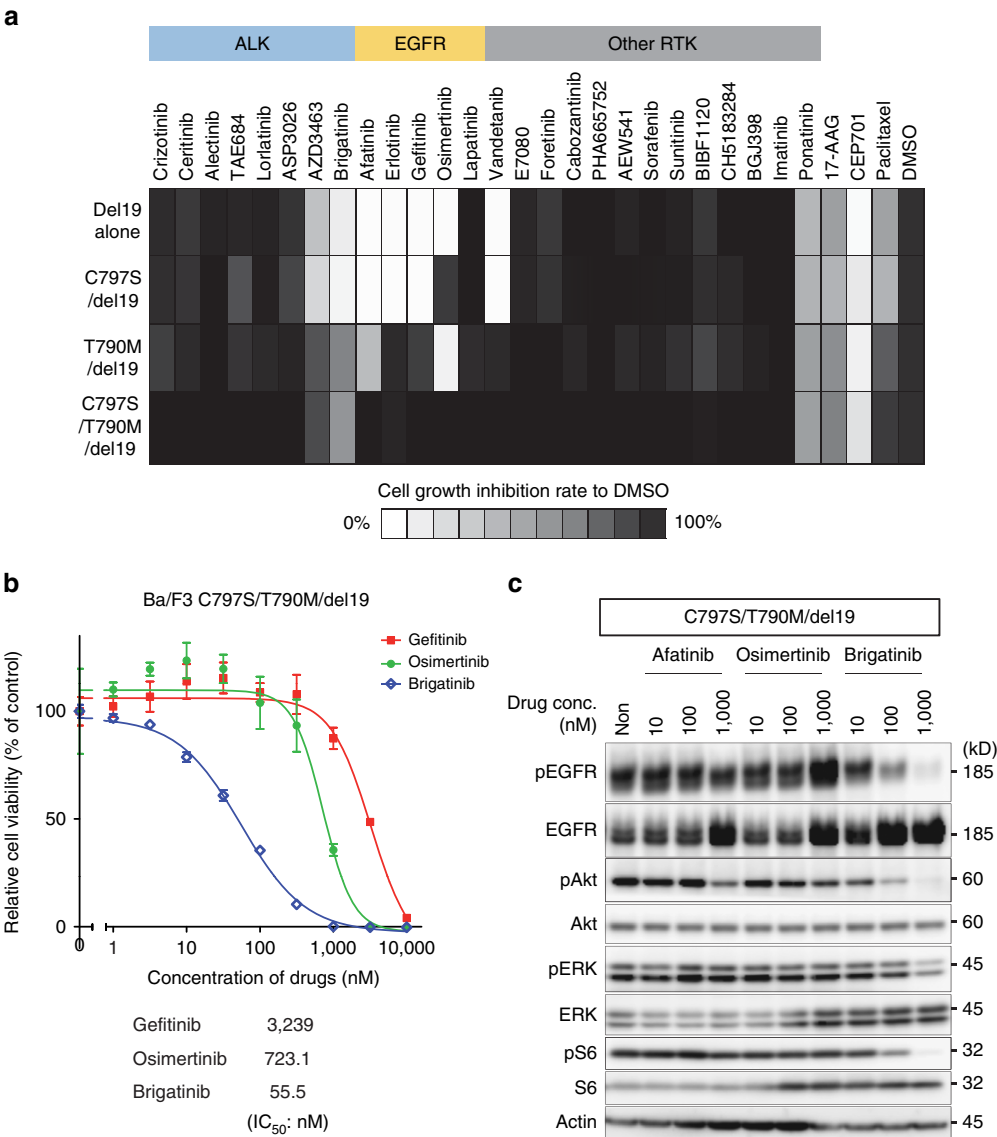 a
ALK EGFR Other RTK
Crizotinib
Ceritinib
Alectinib
TAE684
Lorlatinib
ASP3026
AZD3463
Brigatinib
Afatinib
Erlotinib
Gefitinib
Osimertinib
Lapatinib
Vandetanib
E7080
Foretinib
Cabozantinib
PHA665752
AEW541
Sorafenib
Sunitinib
BIBF1120
CH5183284
BGJ398
Imatinib
Ponatinib
17-AAG
CEP701
Paclitaxel
DMSO
Del19
alone
C797S
/del19
T790M
/del19
C797S
/T790M
/del19
Cell growth inhibition rate to DMSO
0% 100%
b
Ba/F3 C797S/T790M/del19
Gefitinib
Osimertinib
Brigatinib
Relative cell viability (% of control)
100
50
0
0 1 10 100 1,000 10,000
Concentration of drugs (nM)
Gefitinib 3,239
Osimertinib 723.1
Brigatinib 55.5
(IC50: nM)
c
C797S/T790M/del19
Afatinib Osimertinib Brigatinib
Drug conc.
(nM)
Non 10 100 1,000 10 100 1,000 10 100 1,000
(kD)
pEGFR 185
EGFR 185
pAkt 60
Akt 60
pERK 45
ERK 45
pS6 32
S6 32
Actin 45